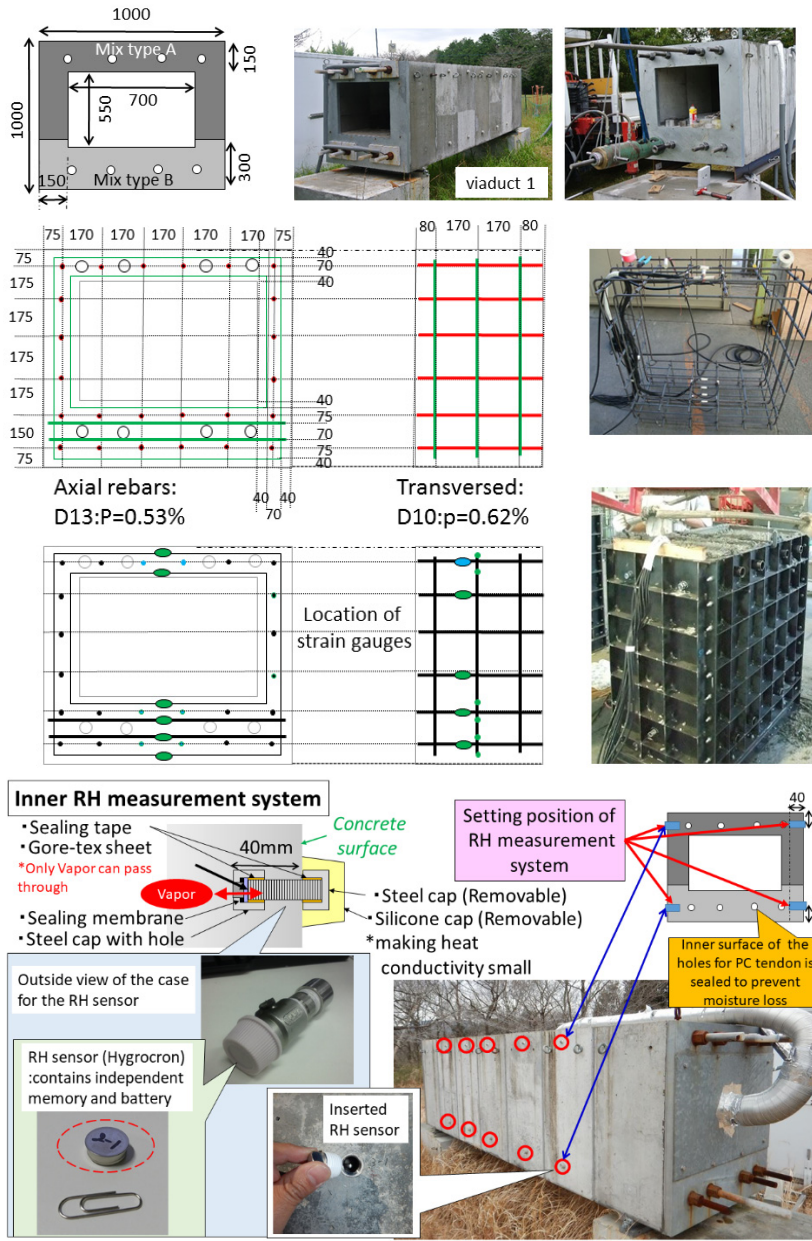 1000
1000
Mix type A
150
700
550
300
Mix type B
150
viaduct 1
75 170 170 170 170 170 75
80 170 170 80
75
175
175
175
175
150
75
40
70
40
40
75
70
75
40
40 40
70
Axial rebars:
D13:P=0.53%
Transversed:
D10:p=0.62%
Location of
strain gauges
Inner RH measurement system
・Sealing tape
・Gore-tex sheet
*Only Vapor can pass
through
40mm
Concrete
surface
Vapor
・Sealing membrane
・Steel cap with hole
・Steel cap (Removable)
・Silicone cap (Removable)
*making heat
conductivity small
Setting position of
RH measurement
system
40
Inner surface of the
holes for PC tendon is
sealed to prevent
moisture loss
Outside view of the case
for the RH sensor
RH sensor (Hygrocron)
:contains independent
memory and battery
Inserted
RH sensor